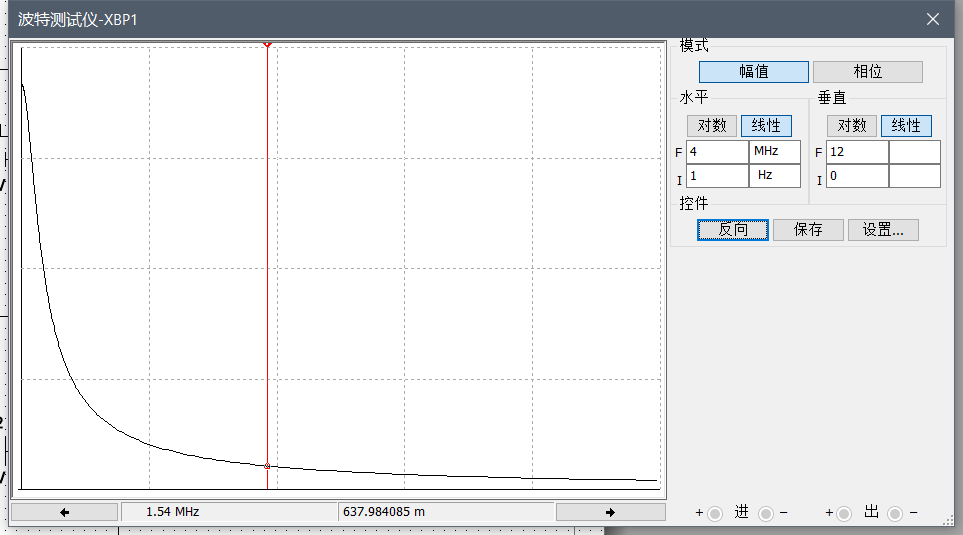 波特测试仪-XBP1
模式
幅值 相位
水平 垂直
对数 线性 对数 线性
F 4 MHz F 12
I 1 Hz I 0
控件
反向 保存 设置...
1.54 MHz 637.984085 m
+ 进 − + 出 −